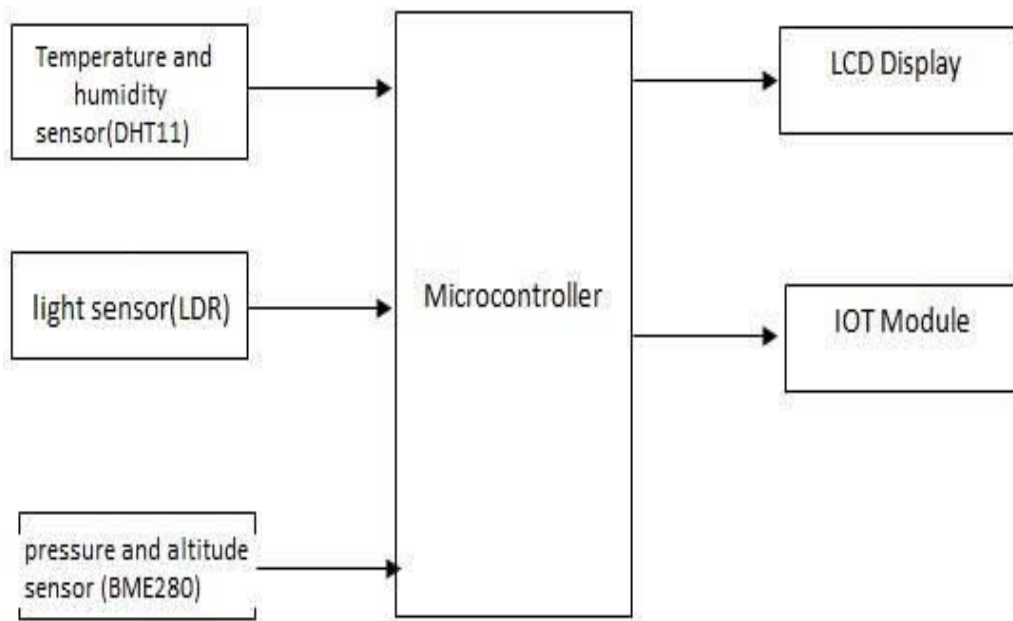 Temperature and
humidity
sensor(DHT11)
light sensor(LDR)
pressure and altitude
sensor (BME280)
Microcontroller
LCD Display
IOT Module